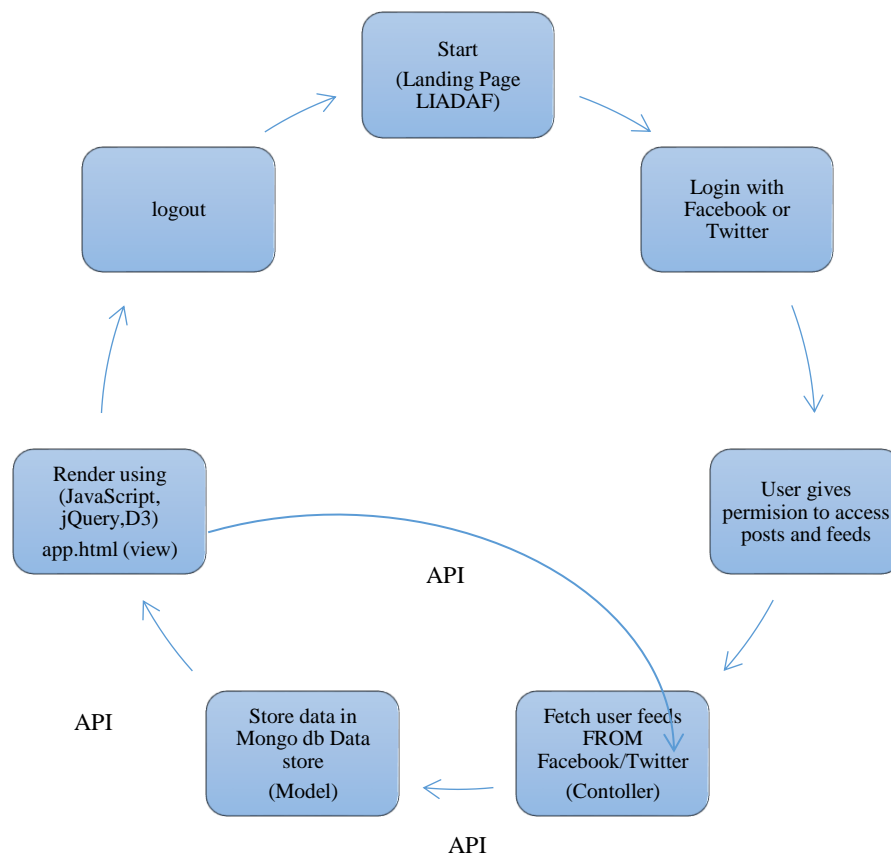 Start
(Landing Page
LIADAF)
Login with
Facebook or
Twitter
User gives
permision to access
posts and feeds
Fetch user feeds
FROM
Facebook/Twitter
(Contoller)
API
Store data in
Mongo db Data
store
(Model)
API
Render using
(JavaScript,
jQuery,D3)
app.html (view)
API
logout